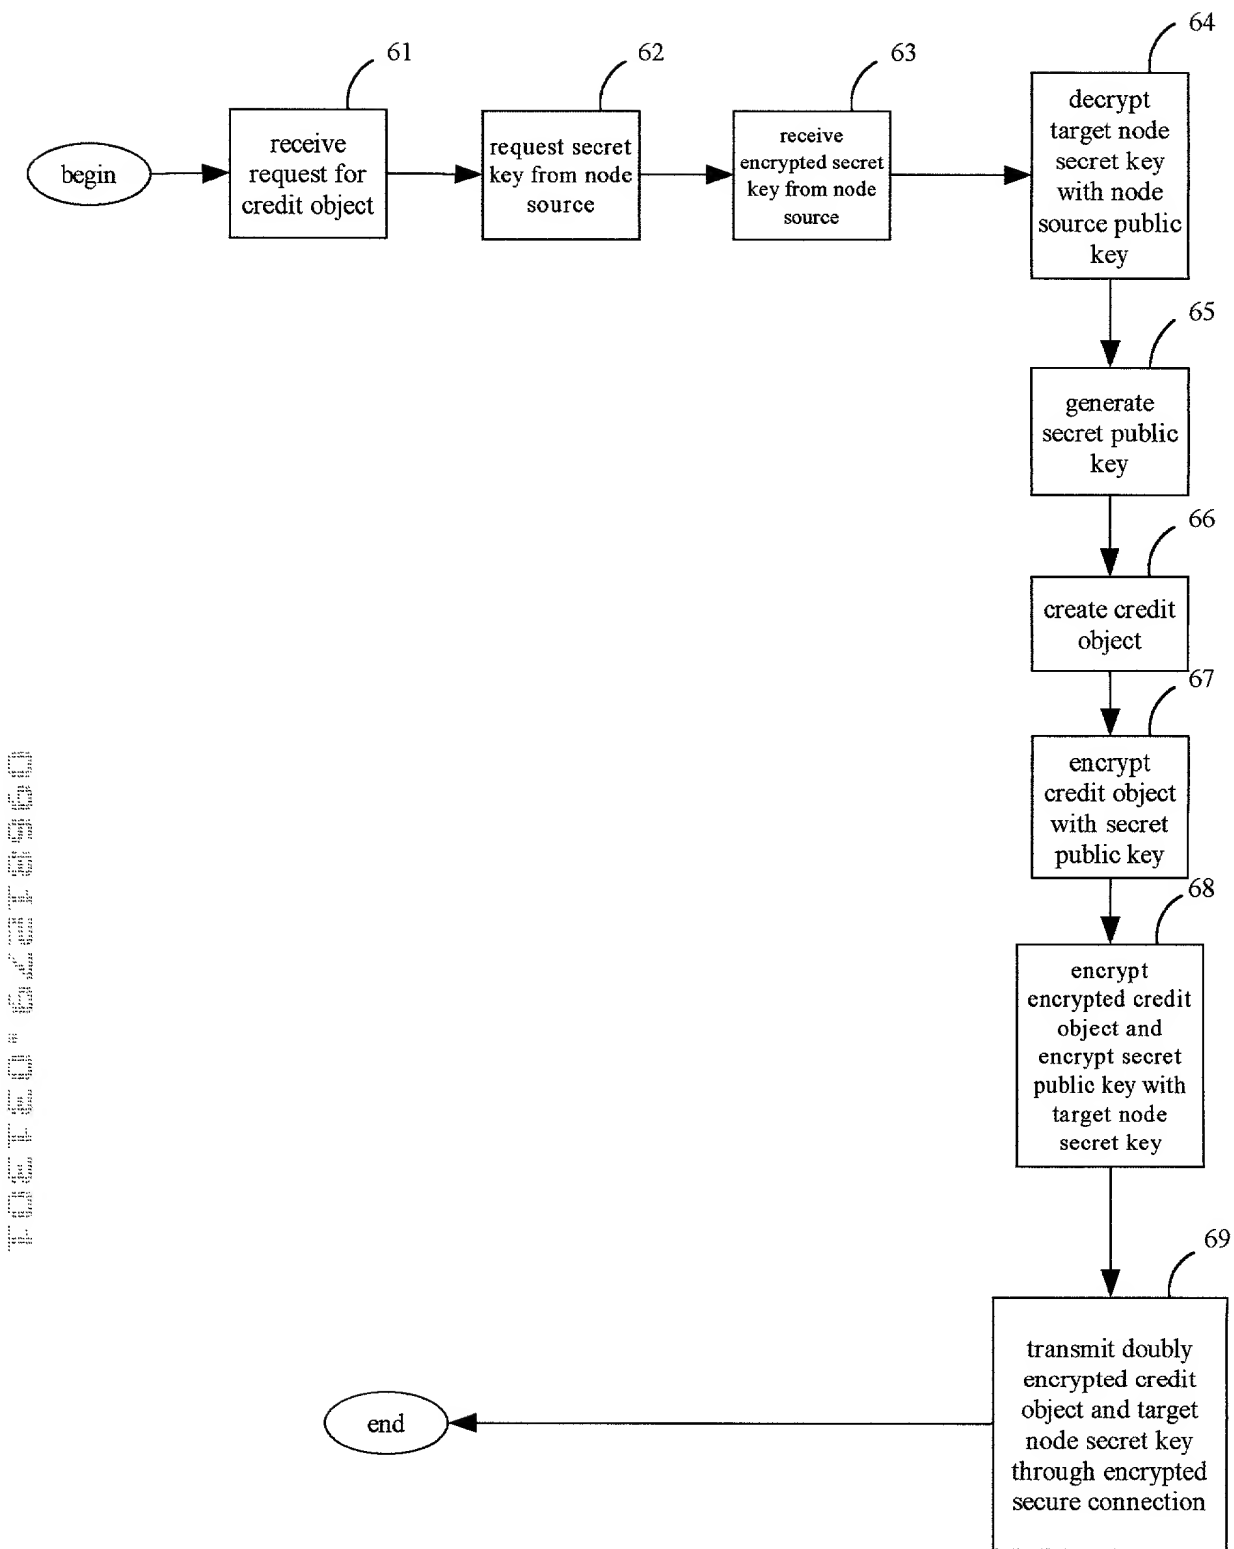 61
62
63
64
begin
receive
request for
credit object
request secret
key from node
source
receive
encrypted secret
key from node
source
decrypt
target node
secret key
with node
source public
key
65
generate
secret public
key
66
create credit
object
67
encrypt
credit object
with secret
public key
68
encrypt
encrypted credit
object and
encrypt secret
public key with
target node
secret key
69
transmit doubly
encrypted credit
object and target
node secret key
through encrypted
secure connection
end